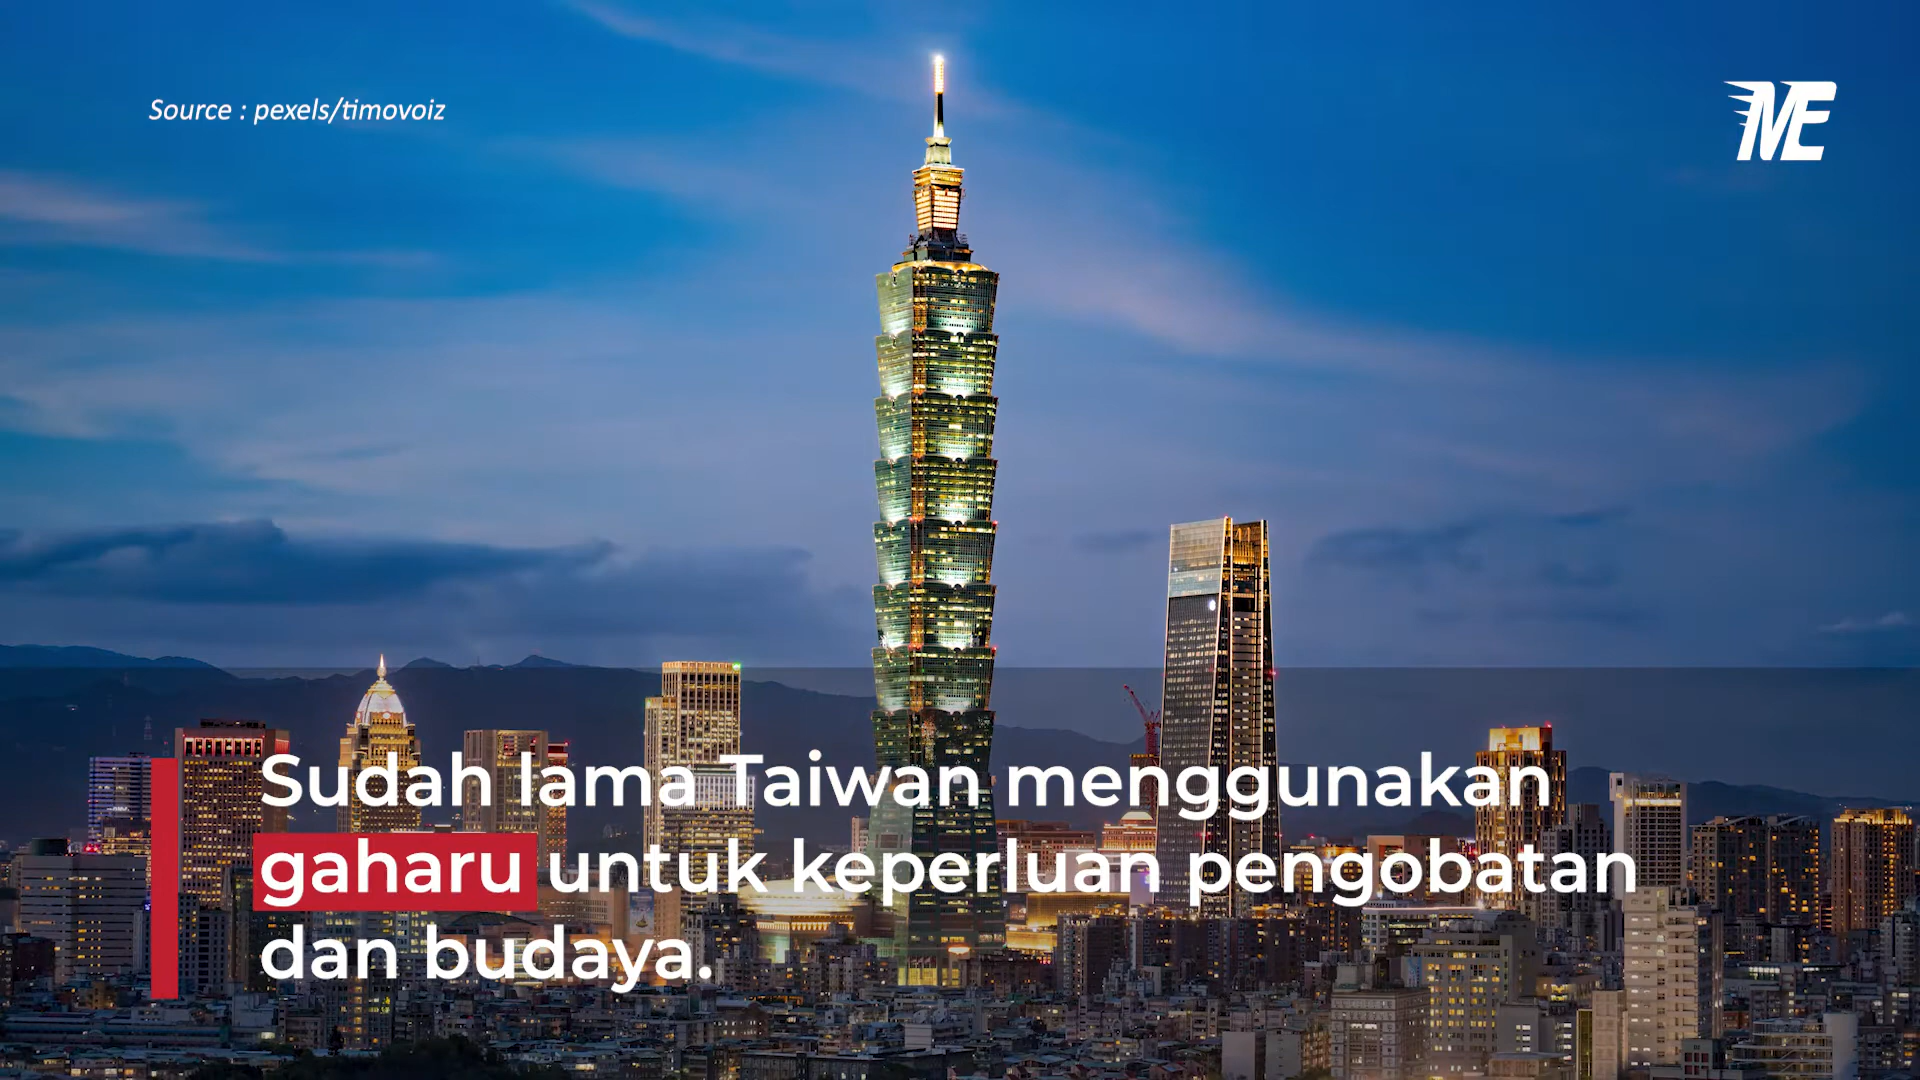 Source : pexels/timovoiz
ME
Sudah lama Taiwan menggunakan
gaharu untuk keperluan pengobatan
dan budaya.